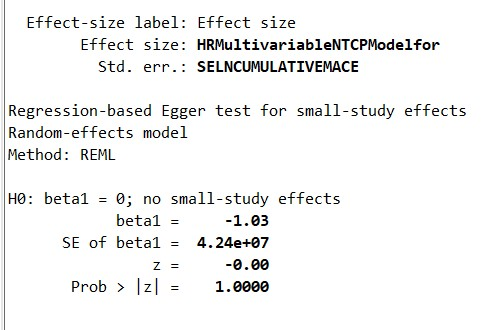 Effect-size label: Effect size
Effect size: HRMultivariableNTCPModelfor
Std. err.: SELNCUMULATIVEMACE
Regression-based Egger test for small-study effects
Random-effects model
Method: REML
H0: beta1 = 0; no small-study effects
beta1 = -1.03
SE of beta1 = 4.24e+07
z = -0.00
Prob > |z| = 1.0000